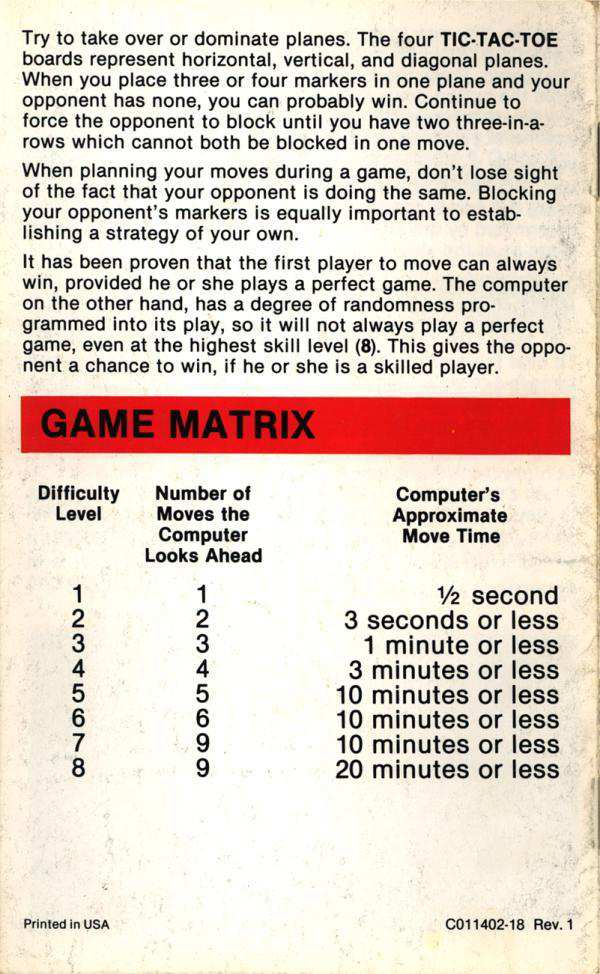 Try to take over or dominate planes. The four TIC-TAC-TOE
boards represent horizontal, vertical, and diagonal planes.
When you place three or four markers in one plane and your
opponent has none, you can probably win. Continue to
force the opponent to block until you have two three-in-a-
rows which cannot both be blocked in one move.
When planning your moves during a game, don't lose sight
of the fact that your opponent is doing the same. Blocking
your opponent's markers is equally important to estab-
lishing a strategy of your own.
It has been proven that the first player to move can always
win, provided he or she plays a perfect game. The computer
on the other hand, has a degree of randomness pro-
grammed into its play, so it will not always play a perfect
game, even at the highest skill level (8). This gives the oppo-
nent a chance to win, if he or she is a skilled player.
GAME MATRIX
Difficulty Number of Computer's
Level Moves the Approximate
Computer Move Time
Looks Ahead
1 1 ½ second
2 2 3 seconds or less
3 3 1 minute or less
4 4 3 minutes or less
5 5 10 minutes or less
6 6 10 minutes or less
7 9 10 minutes or less
8 9 20 minutes or less
Printed in USA C011402-18 Rev. 1